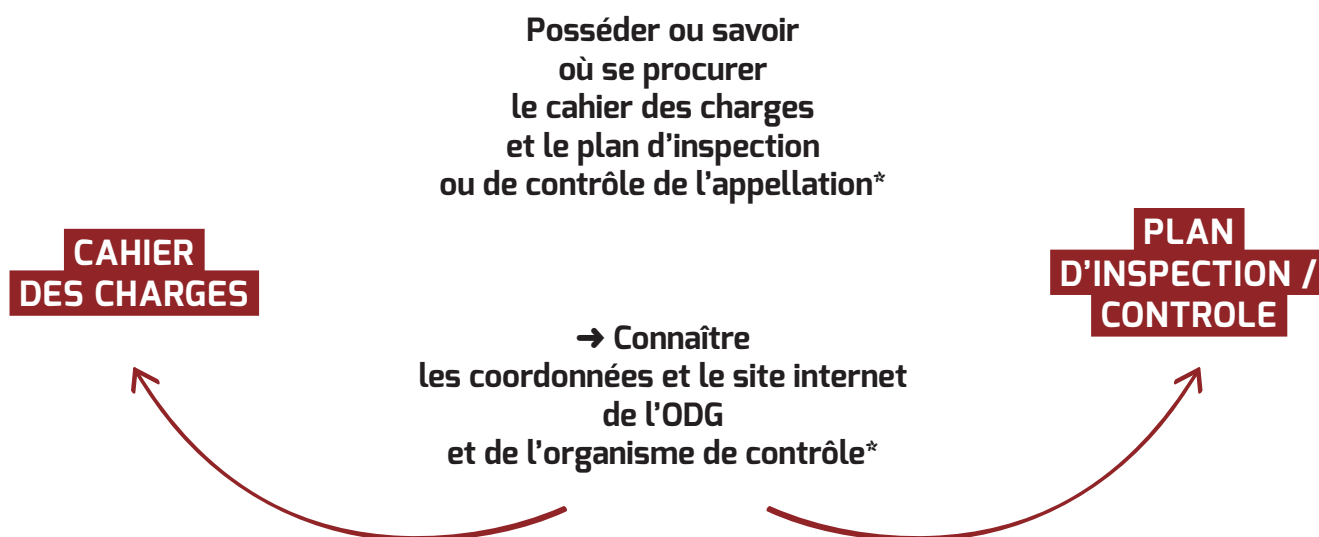 Posséder ou savoir
où se procurer
le cahier des charges
et le plan d'inspection
ou de contrôle de l'appellation*
CAHIER
DES CHARGES
PLAN
D'INSPECTION /
CONTROLE
➜ Connaître
les coordonnées et le site internet
de l'ODG
et de l'organisme de contrôle*